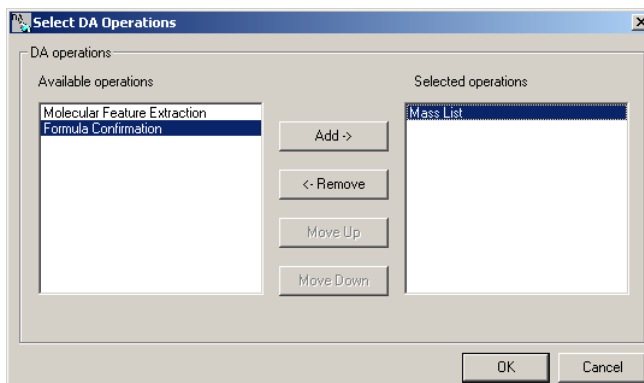 Select DA Operations
DA operations
Available operations
Selected operations
Molecular Feature Extraction
Formula Confirmation
Add ->
<- Remove
Move Up
Move Down
Mass List
OK
Cancel